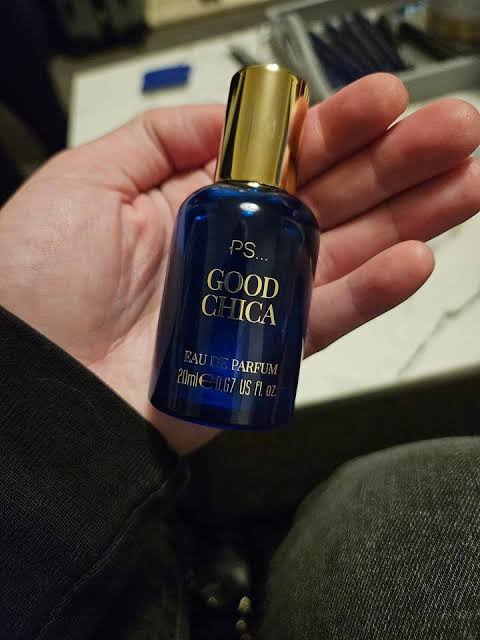 PS...
GOOD
CHICA
EAU DE PARFUM
20ml℮ 0.67 US fl. oz.